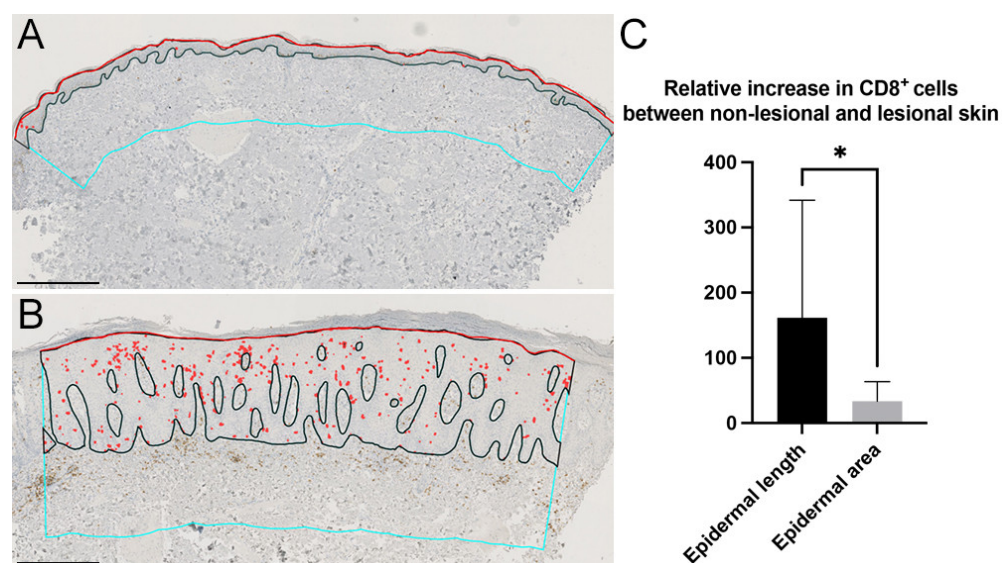 A
B
C
Relative increase in CD8⁺ cells
between non-lesional and lesional skin
*
400
300
200
100
0
Epidermal length
Epidermal area